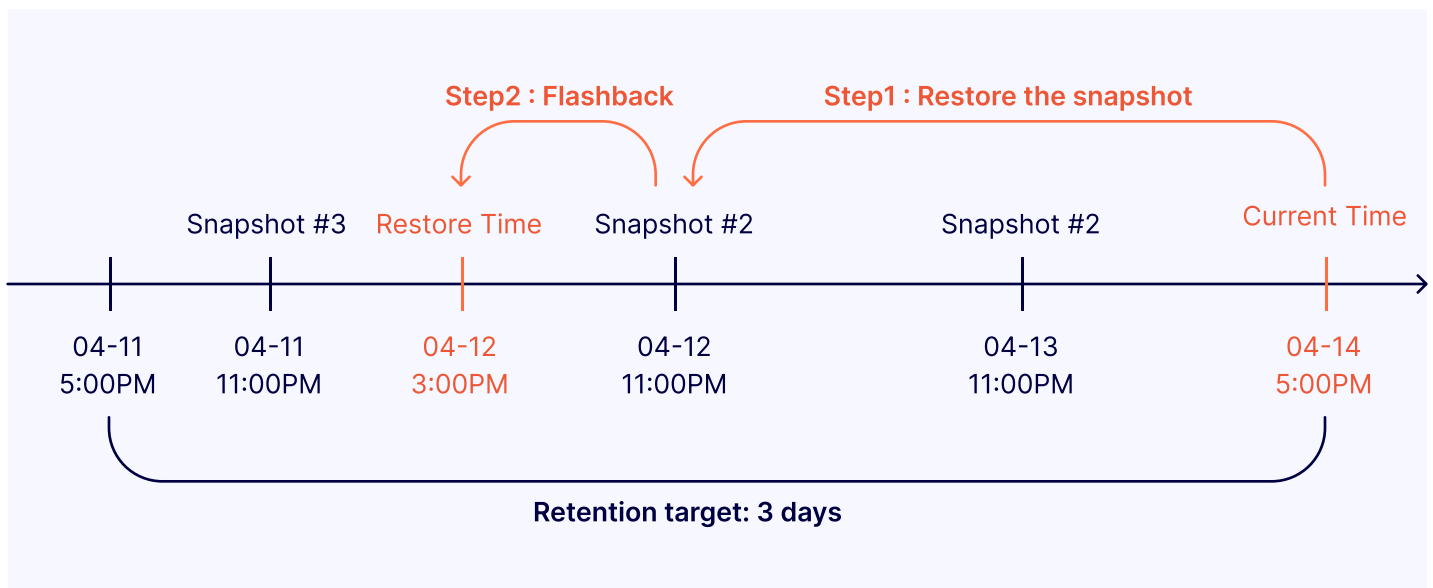 Step2 : Flashback
Step1 : Restore the snapshot
Snapshot #3
Restore Time
Snapshot #2
Snapshot #2
Current Time
04-11
5:00PM
04-11
11:00PM
04-12
3:00PM
04-12
11:00PM
04-13
11:00PM
04-14
5:00PM
Retention target: 3 days